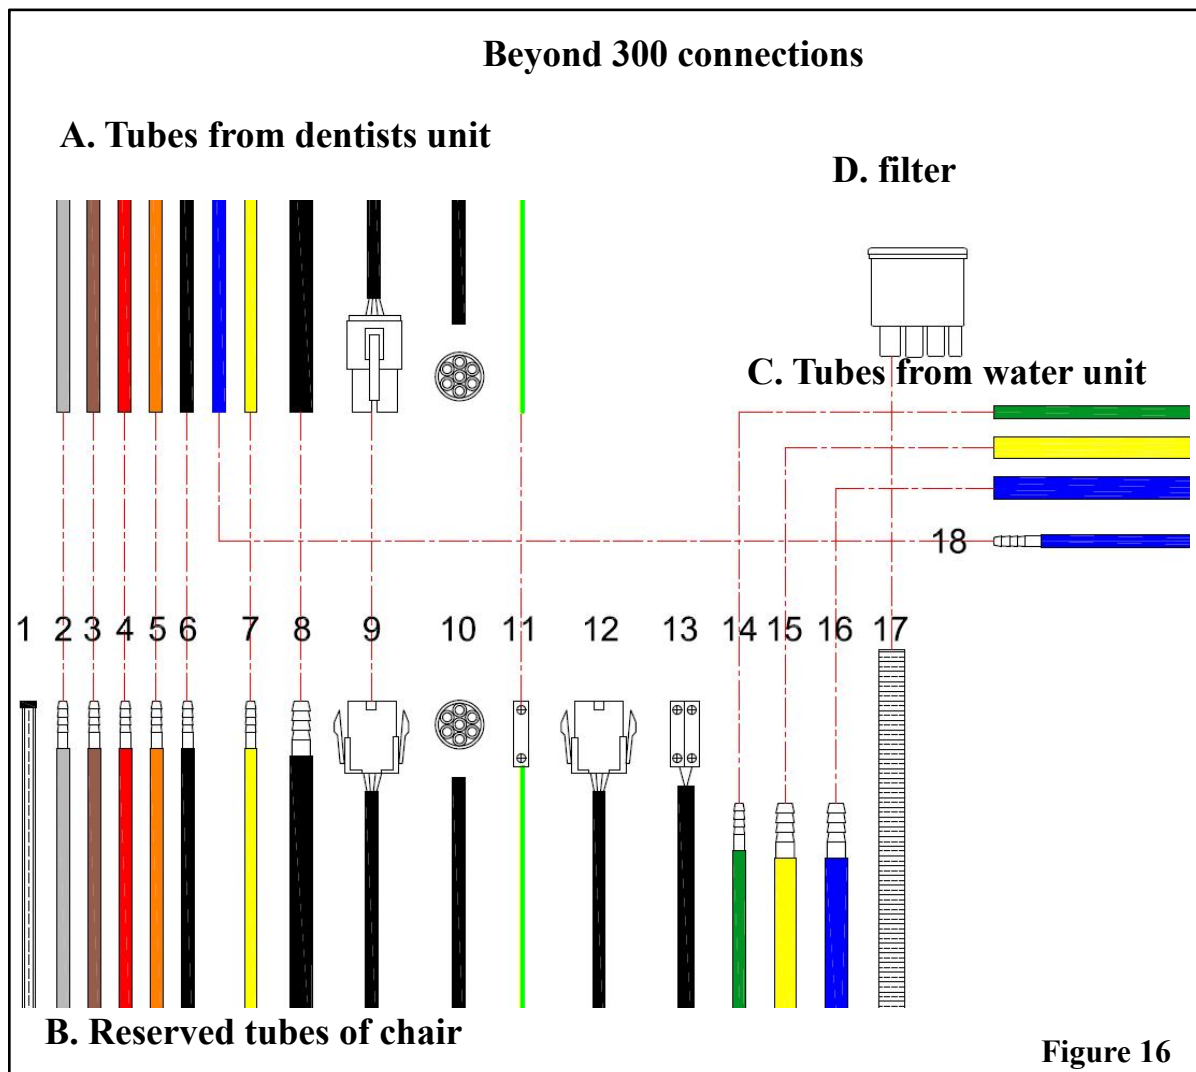 Beyond 300 connections
A. Tubes from dentists unit
D. filter
C. Tubes from water unit
18
1 2 3 4 5 6 7 8 9 10 11 12 13 14 15 16 17
B. Reserved tubes of chair
Figure 16